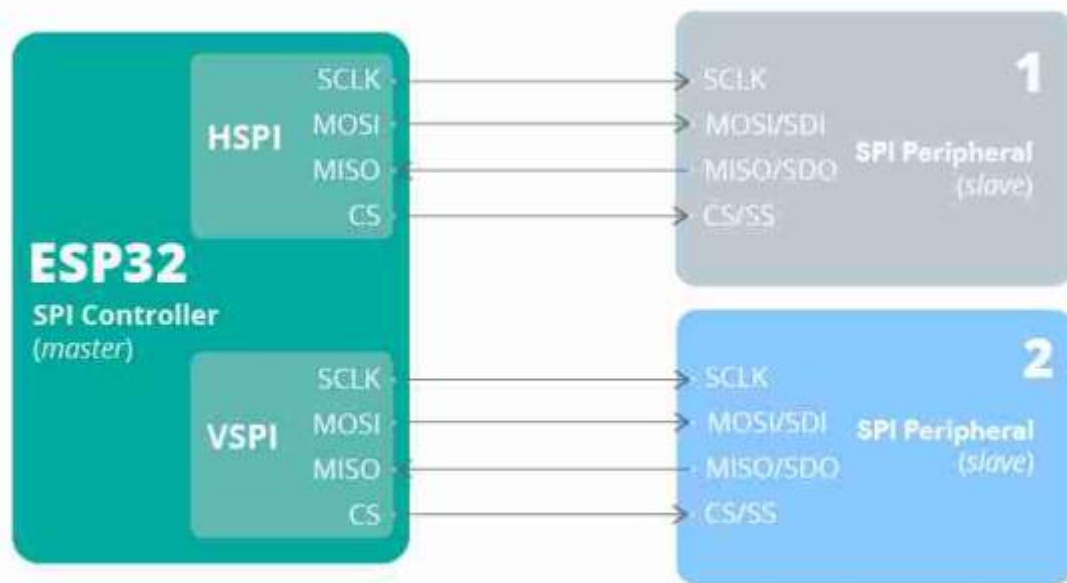 ESP32
SPI Controller
(master)
HSPI
SCLK
MOSI
MISO
CS
VSPI
SCLK
MOSI
MISO
CS
1
SPI Peripheral
(slave)
SCLK
MOSI/SDI
MISO/SDO
CS/SS
2
SPI Peripheral
(slave)
SCLK
MOSI/SDI
MISO/SDO
CS/SS